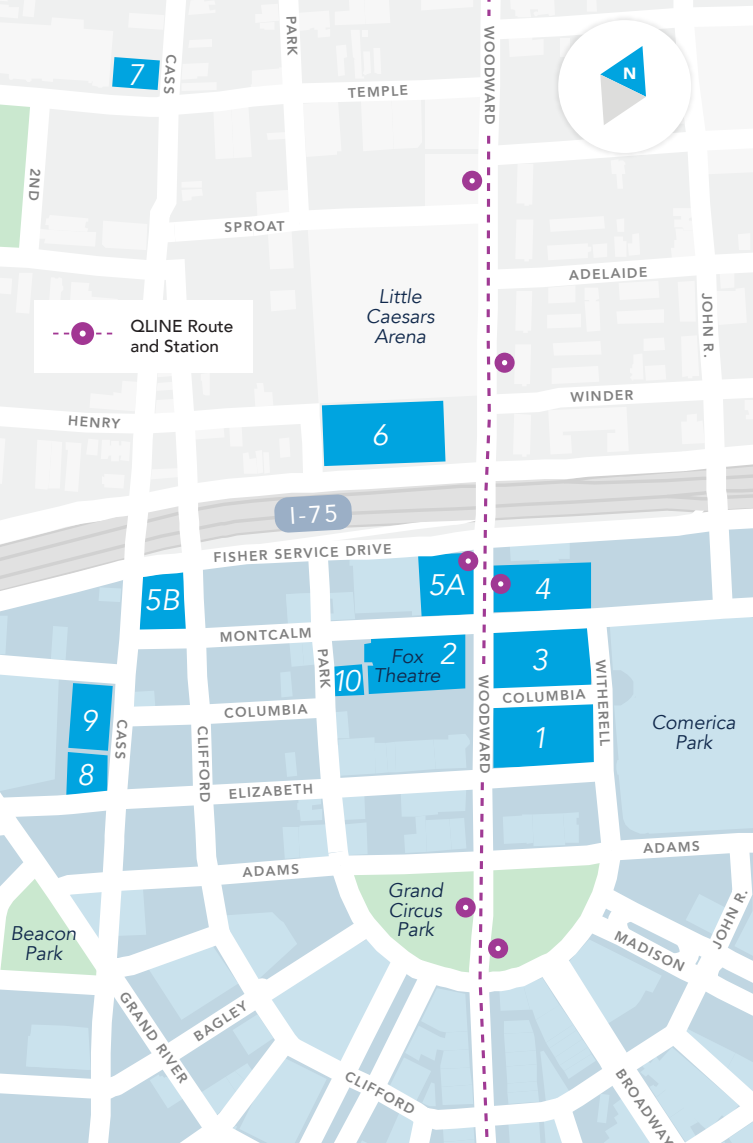 PARK
WOODWARD
CASS
7
N
TEMPLE
2ND
SPROAT
ADELAIDE
Little
Caesars
Arena
JOHN R.
QLINE Route
and Station
WINDER
HENRY
6
I-75
FISHER SERVICE DRIVE
5A
4
5B
MONTCALM
PARK
Fox
Theatre
2
3
WITHERELL
10
COLUMBIA
WOODWARD
9
CASS
COLUMBIA
CLIFFORD
1
Comerica
Park
8
ELIZABETH
ADAMS
ADAMS
Grand
Circus
Park
JOHN R.
Beacon
Park
MADISON
GRAND RIVER
BAGLEY
CLIFFORD
BROADWAY